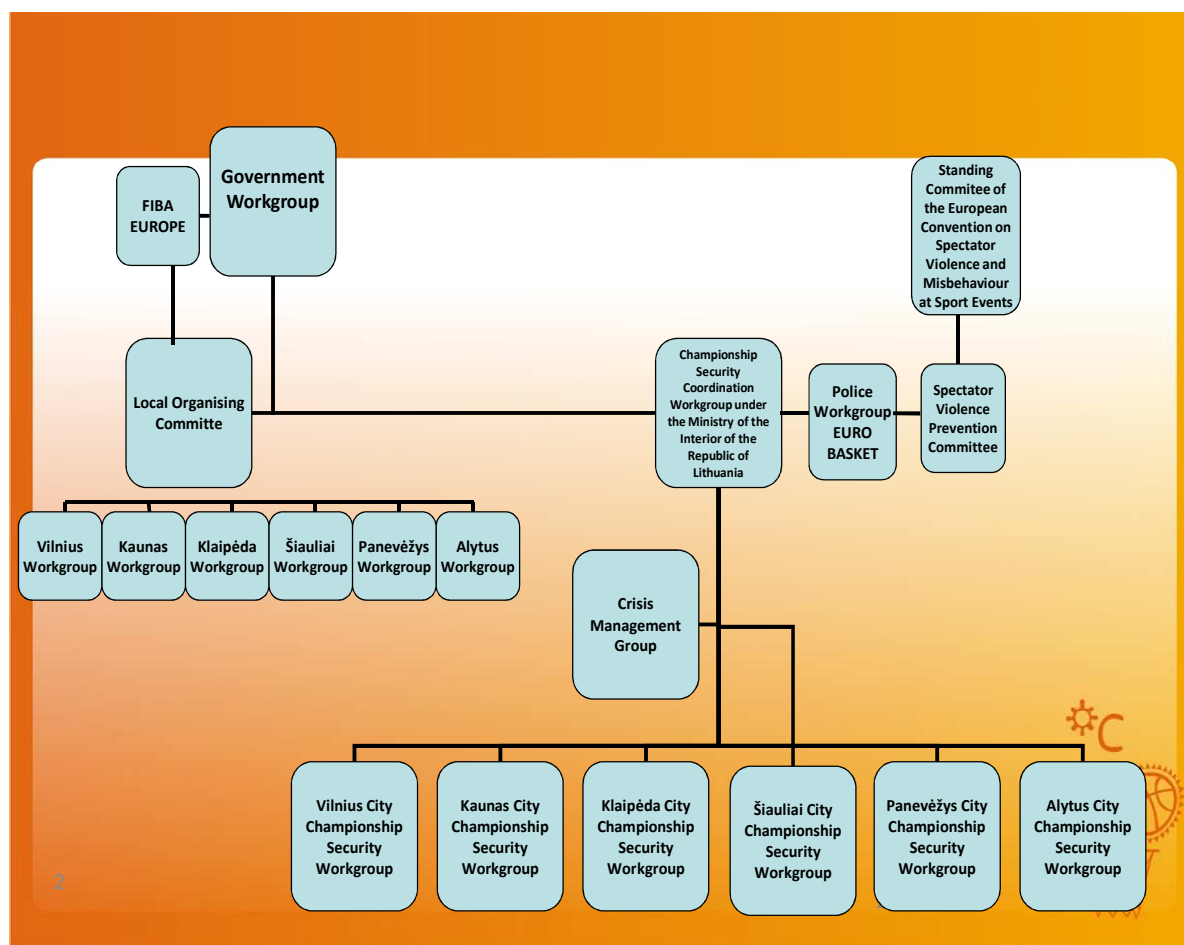 Government
Workgroup
FIBA
EUROPE
Standing
Commitee of
the European
Convention on
Spectator
Violence and
Misbehaviour
at Sport Events
Local Organising
Committe
Championship
Security
Coordination
Workgroup under
the Ministry of the
Interior of the
Republic of
Lithuania
Police
Workgroup
EURO
BASKET
Spectator
Violence
Prevention
Committee
Vilnius
Workgroup
Kaunas
Workgroup
Klaipėda
Workgroup
Šiauliai
Workgroup
Panevėžys
Workgroup
Alytus
Workgroup
Crisis
Management
Group
Vilnius City
Championship
Security
Workgroup
Kaunas City
Championship
Security
Workgroup
Klaipėda City
Championship
Security
Workgroup
Šiauliai City
Championship
Security
Workgroup
Panevėžys City
Championship
Security
Workgroup
Alytus City
Championship
Security
Workgroup
2